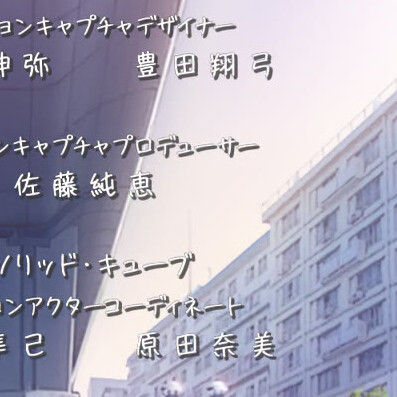 ョンキャプチャデザイナー
伸弥 豊田翔弓
ンキャプチャプロデューサー
佐藤純恵
ソリッド・キューブ
ョンアクターコーディネート
己 原田奈美